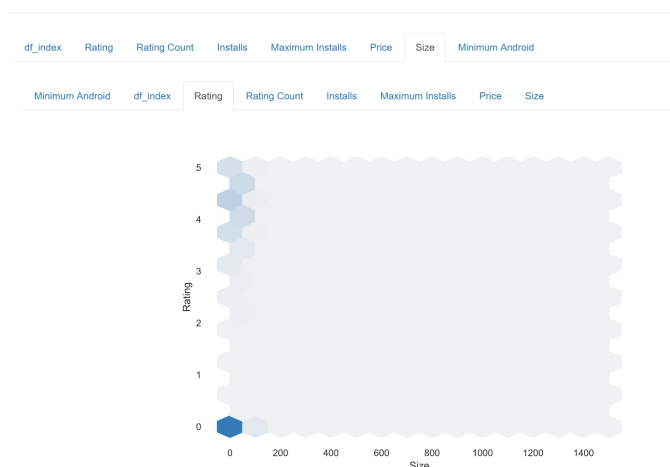 df_index Rating Rating Count Installs Maximum Installs Price Size Minimum Android
Minimum Android df_index Rating Rating Count Installs Maximum Installs Price Size
5
4
3
Rating
2
1
0
0 200 400 600 800 1000 1200 1400
Size